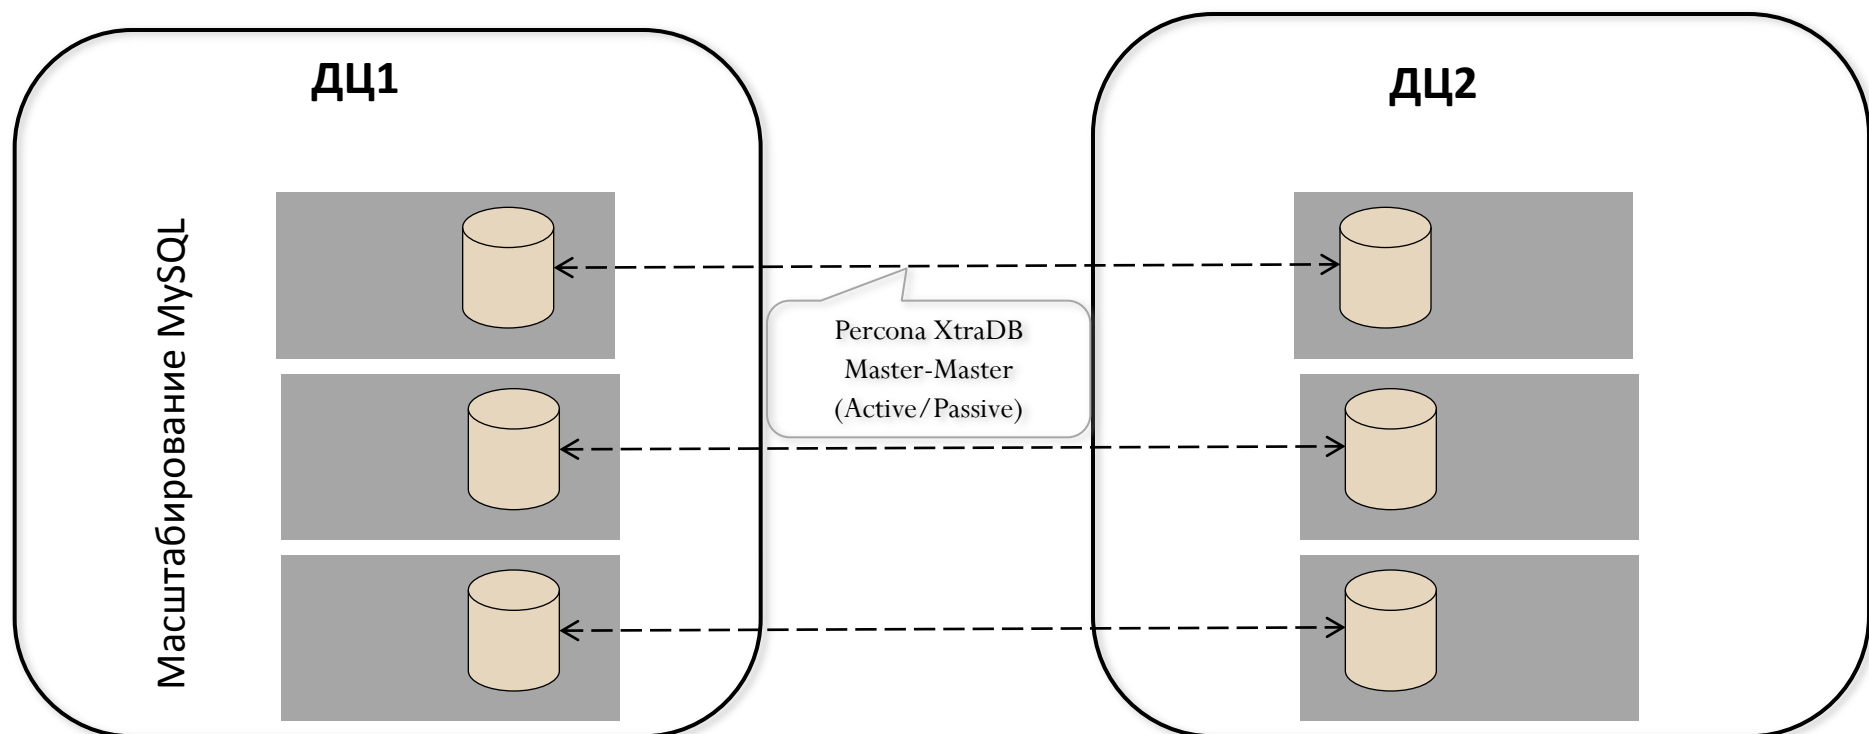 ДЦ1
ДЦ2
Масштабирование MySQL
Percona XtraDB
Master-Master
(Active/Passive)